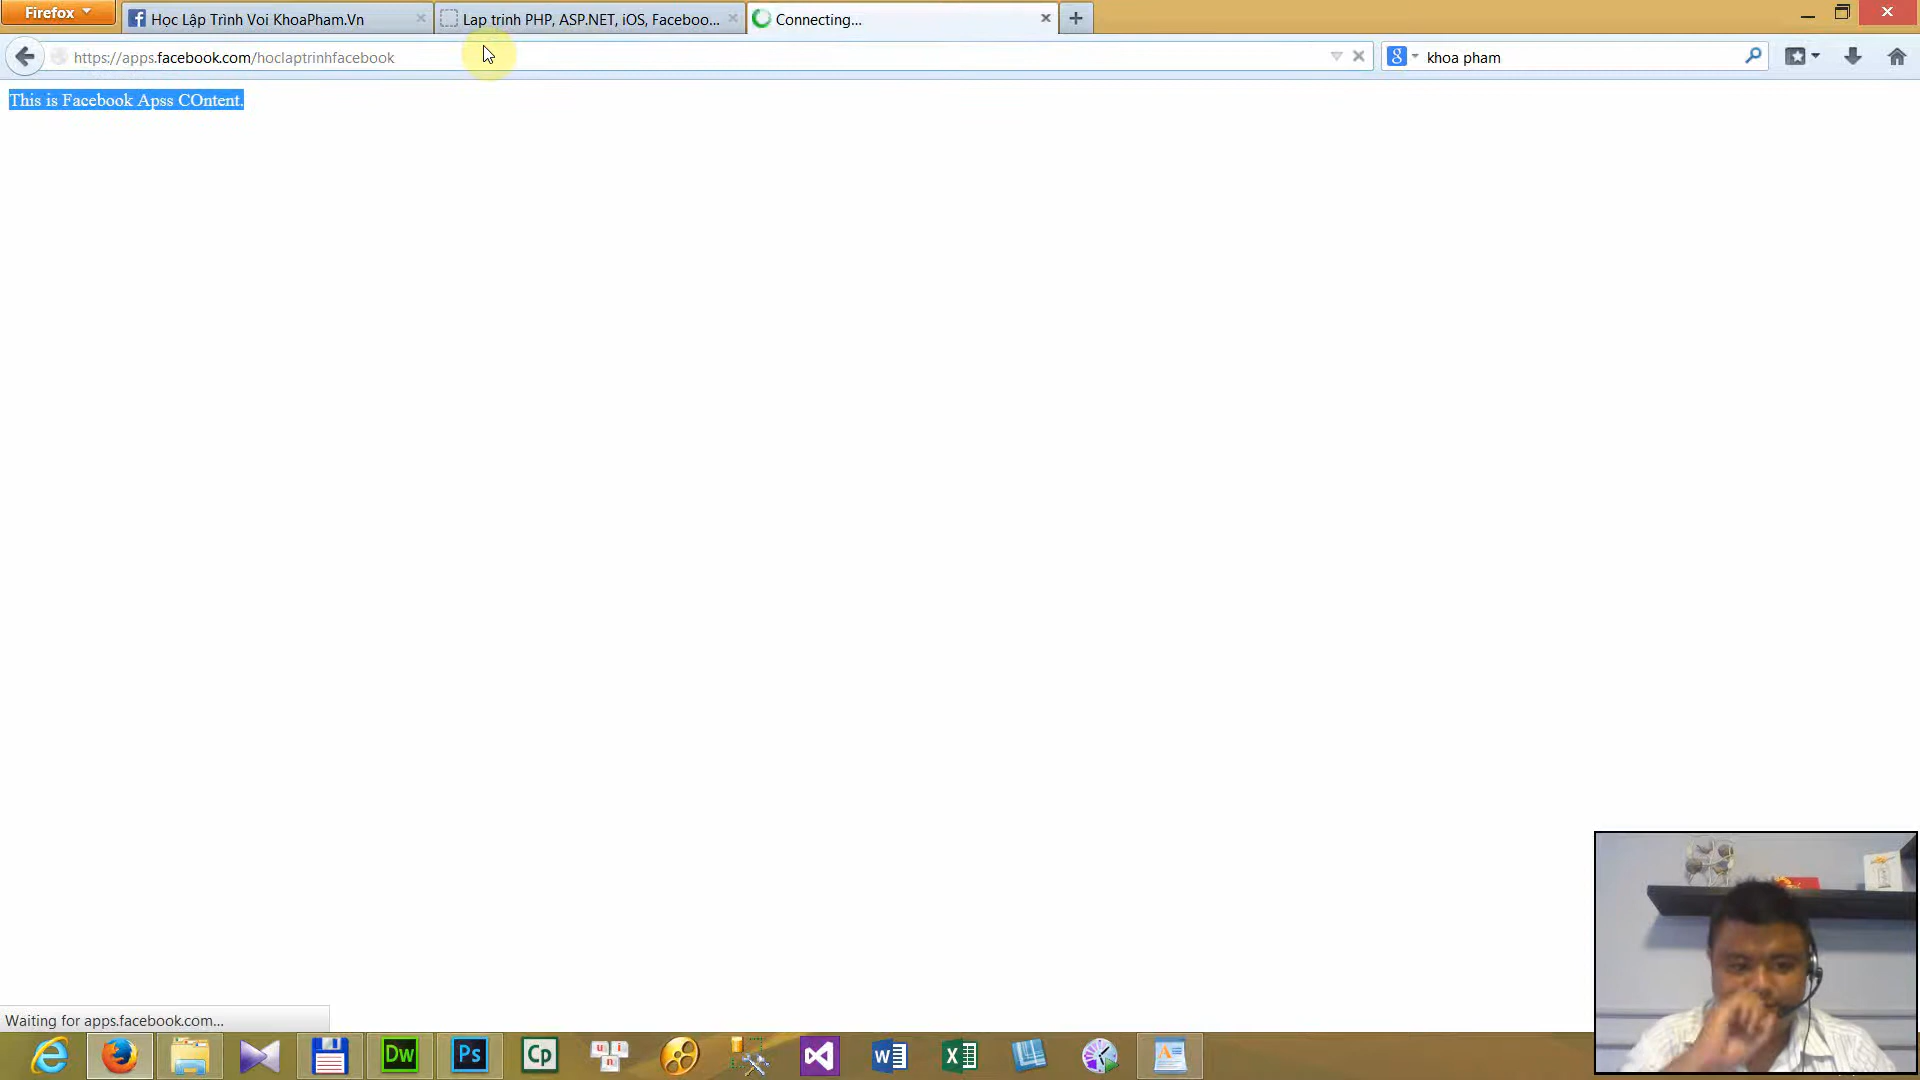 Firefox
Học Lập Trình Voi KhoaPham.Vn
Lap trinh PHP, ASP.NET, iOS, Faceboo...
Connecting...
https://apps.facebook.com/hoclaptrinhfacebook
8
khoa pham
This is Facebook Apss COntent.
Waiting for apps.facebook.com...
Dw
Ps
Cp
u
i
n